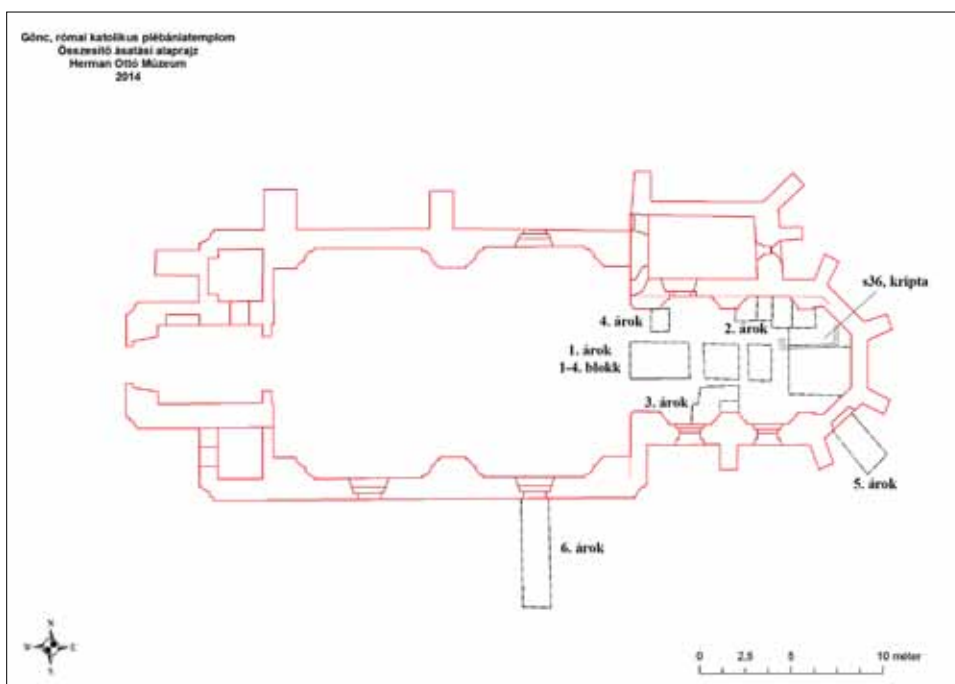 Gönc, római katolikus plébániatemplom
Összesítő ásatási alaprajz
Herman Ottó Múzeum
2014
s36, kripta
4. árok
2. árok
1. árok
1-4. blokk
3. árok
5. árok
6. árok
N
W E
S
0 2,5 5 10 méter